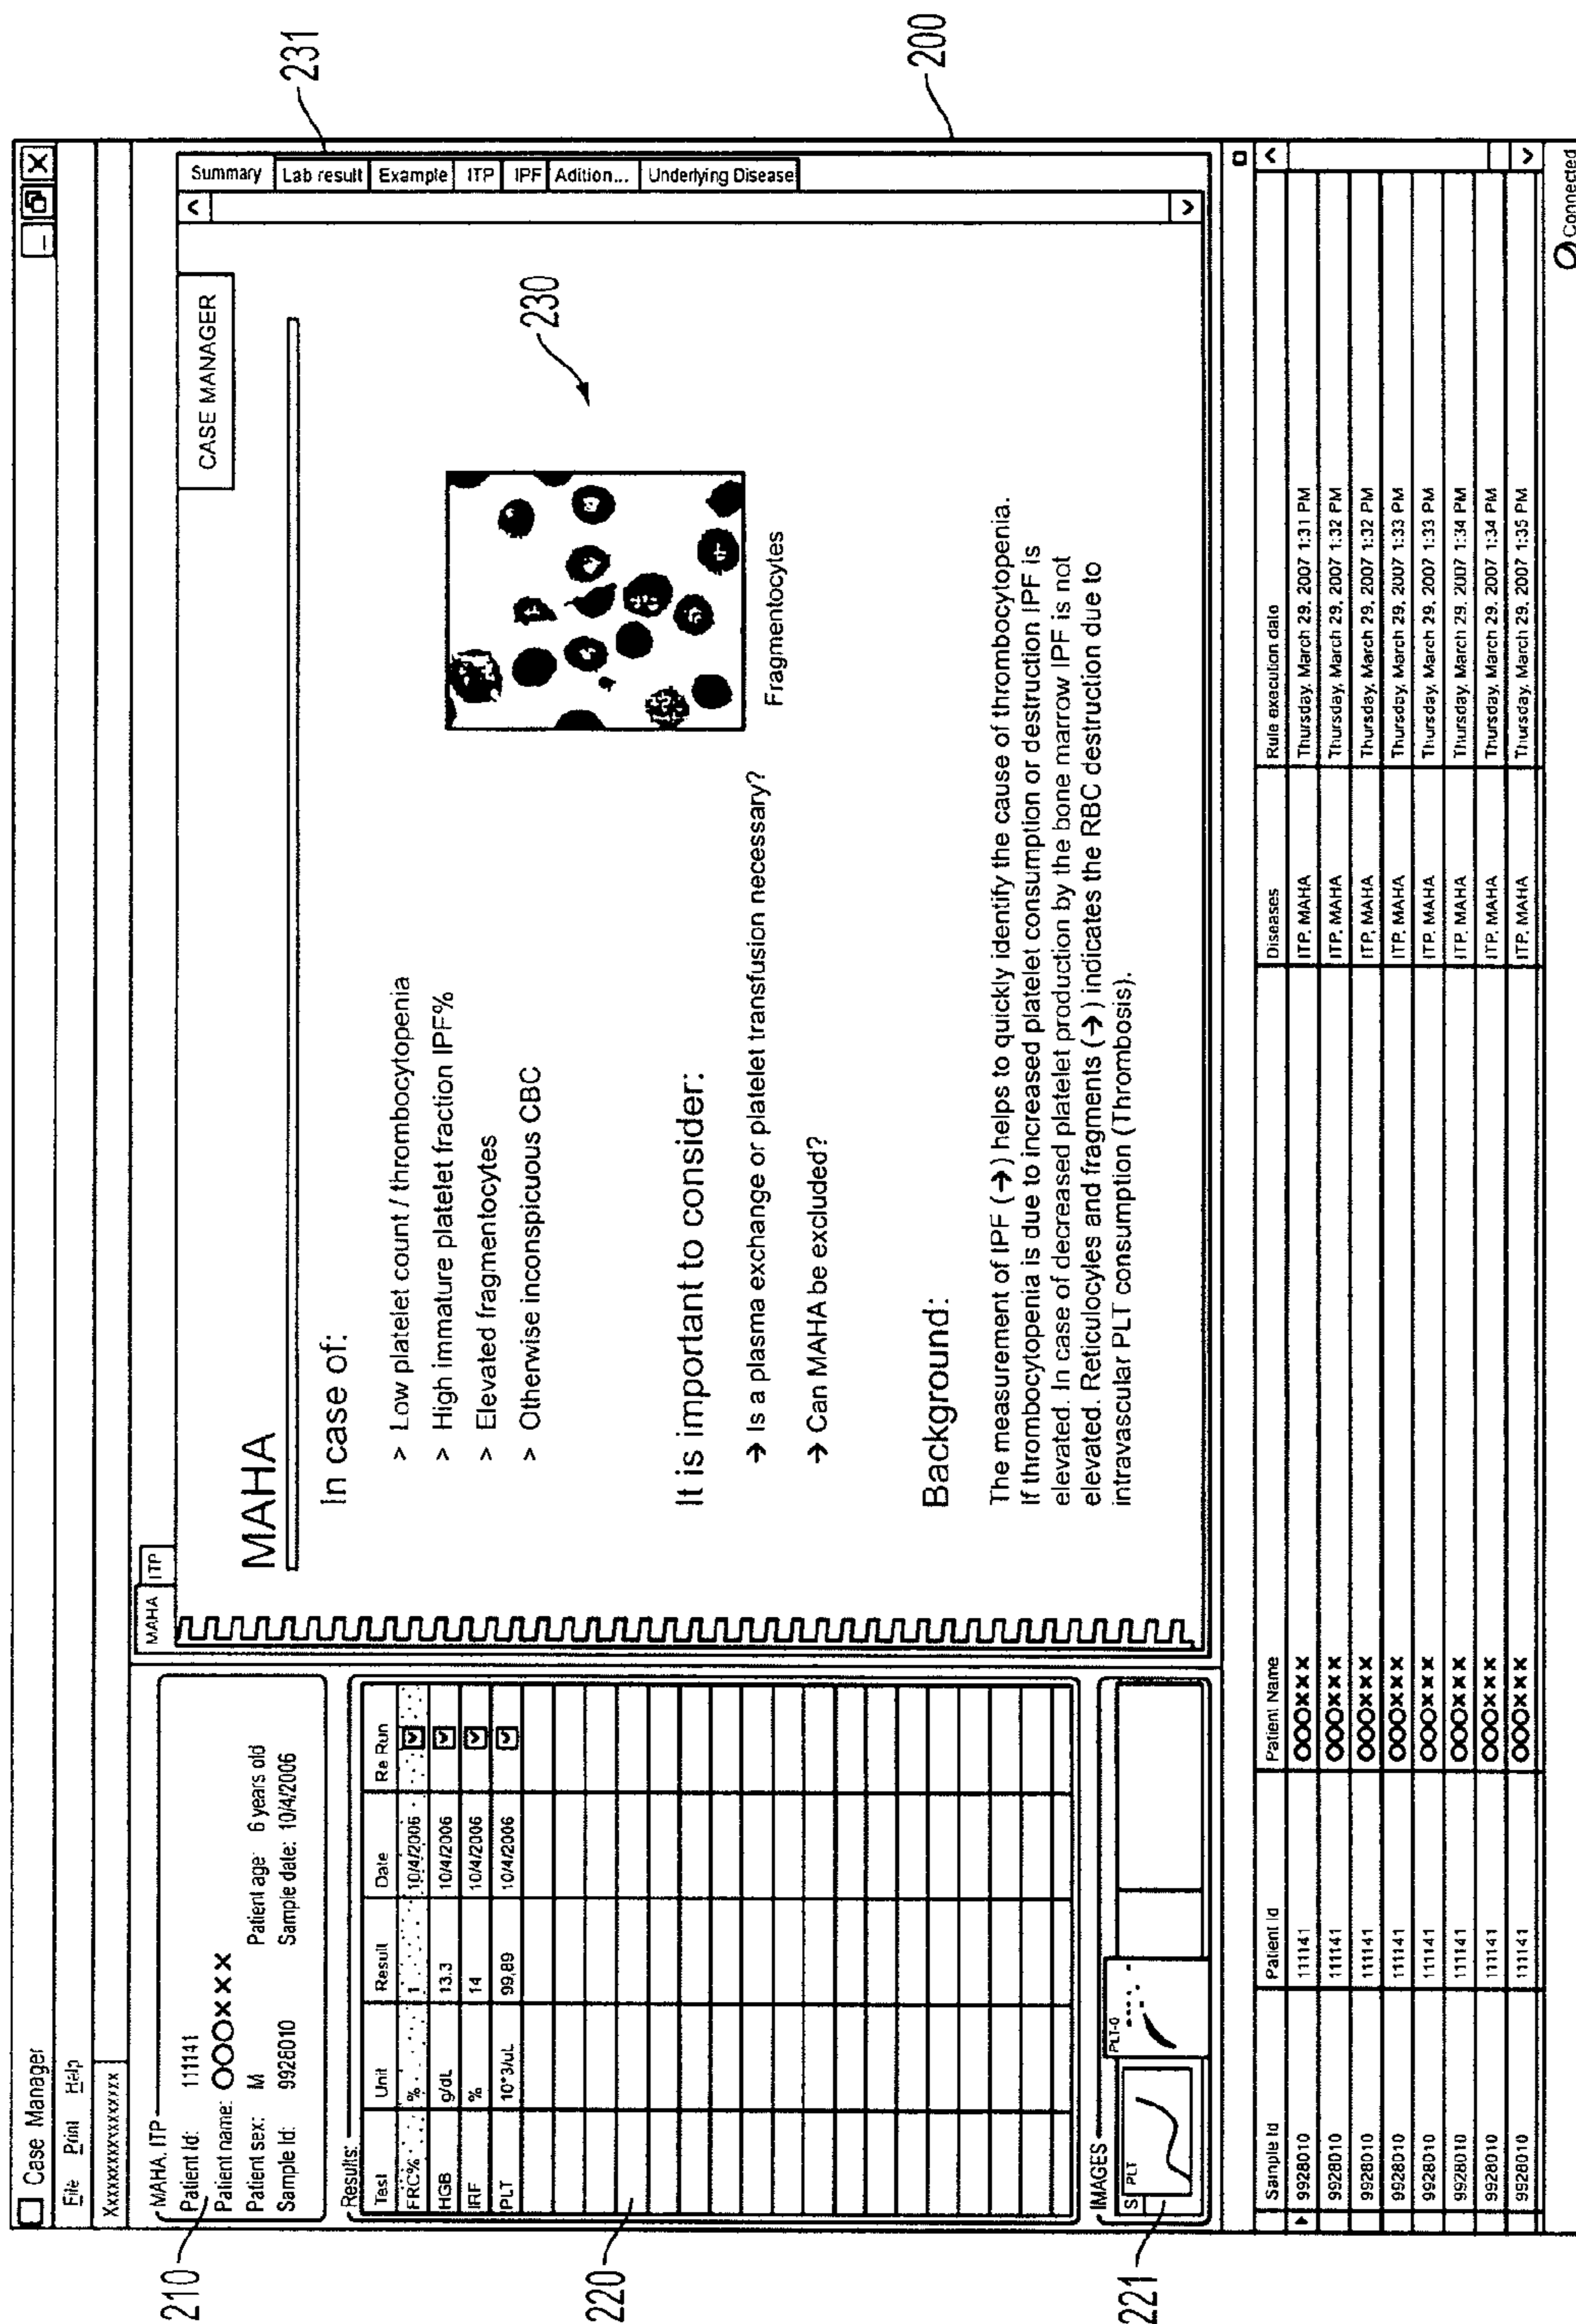 Case Manager
File Print Help
Xxxxxxxxxxxxxxx
210
MAHA, ITP
Patient Id: 111141
Patient name: OOOxxx
Patient sex: M Patient age: 6 years old
Sample Id: 9928010 Sample date: 10/4/2006
220
Results:
Test Unit Result Date Re Run
FRC% % 1 10/4/2006
HGB g/dL 13.3 10/4/2006
IRF % 14 10/4/2006
PLT 10*3/uL 99,89 10/4/2006
221
IMAGES
S PLT
PLT-O
MAHA ITP
CASE MANAGER
MAHA
In case of:
> Low platelet count / thrombocytopenia
> High immature platelet fraction IPF%
> Elevated fragmentocytes
> Otherwise inconspicuous CBC
230
Fragmentocytes
It is important to consider:
→ Is a plasma exchange or platelet transfusion necessary?
→ Can MAHA be excluded?
Background:
The measurement of IPF (→) helps to quickly identify the cause of thrombocytopenia.
If thrombocytopenia is due to increased platelet consumption or destruction IPF is
elevated. In case of decreased platelet production by the bone marrow IPF is not
elevated. Reticulocyles and fragments (→) indicates the RBC destruction due to
intravascular PLT consumption (Thrombosis).
Summary
Lab result
Example
ITP
IPF
Adition...
Underlying Disease
231
200
Sample Id Patient Id Patient Name Diseases Rule execution date
9928010 111141 OOOxxx ITP, MAHA Thursday, March 29, 2007 1:31 PM
9928010 111141 OOOxxx ITP, MAHA Thursday, March 29, 2007 1:32 PM
9928010 111141 OOOxxx ITP, MAHA Thursday, March 29, 2007 1:32 PM
9928010 111141 OOOxxx ITP, MAHA Thursday, March 29, 2007 1:33 PM
9928010 111141 OOOxxx ITP, MAHA Thursday, March 29, 2007 1:33 PM
9928010 111141 OOOxxx ITP, MAHA Thursday, March 29, 2007 1:34 PM
9928010 111141 OOOxxx ITP, MAHA Thursday, March 29, 2007 1:34 PM
9928010 111141 OOOxxx ITP, MAHA Thursday, March 29, 2007 1:35 PM
Connected